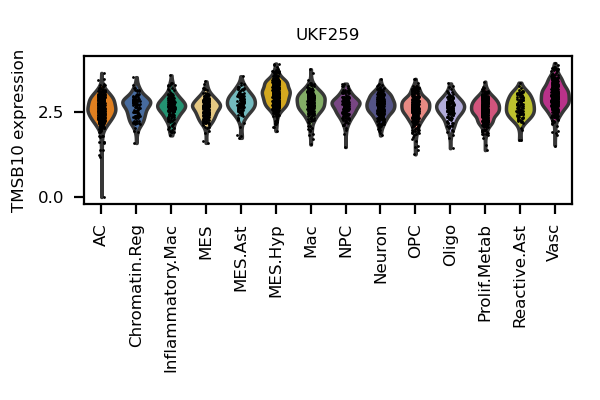 UKF259
TMSB10 expression
2.5
0.0
AC
Chromatin.Reg
Inflammatory.Mac
MES
MES.Ast
MES.Hyp
Mac
NPC
Neuron
OPC
Oligo
Prolif.Metab
Reactive.Ast
Vasc